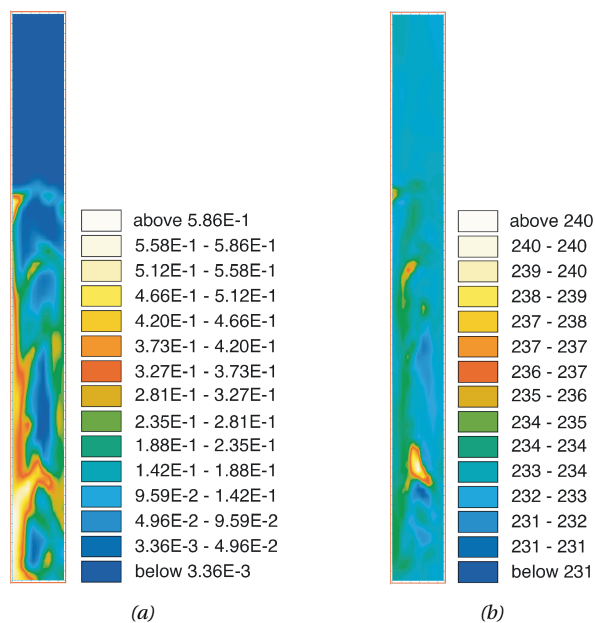 above 5.86E-1
5.58E-1 - 5.86E-1
5.12E-1 - 5.58E-1
4.66E-1 - 5.12E-1
4.20E-1 - 4.66E-1
3.73E-1 - 4.20E-1
3.27E-1 - 3.73E-1
2.81E-1 - 3.27E-1
2.35E-1 - 2.81E-1
1.88E-1 - 2.35E-1
1.42E-1 - 1.88E-1
9.59E-2 - 1.42E-1
4.96E-2 - 9.59E-2
3.36E-3 - 4.96E-2
below 3.36E-3
(a)
above 240
240 - 240
239 - 240
238 - 239
237 - 238
237 - 237
236 - 237
235 - 236
234 - 235
234 - 234
233 - 234
232 - 233
231 - 232
231 - 231
below 231
(b)